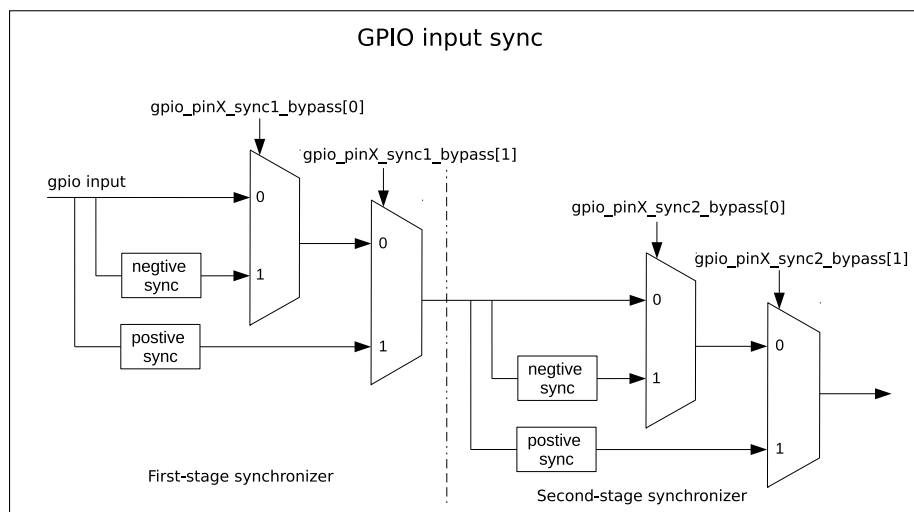 GPIO input sync
gpio_pinX_sync1_bypass[0]
gpio_pinX_sync1_bypass[1]
gpio input
0
negtive
sync
1
0
postive
sync
1
gpio_pinX_sync2_bypass[0]
gpio_pinX_sync2_bypass[1]
0
negtive
sync
1
0
postive
sync
1
First-stage synchronizer
Second-stage synchronizer